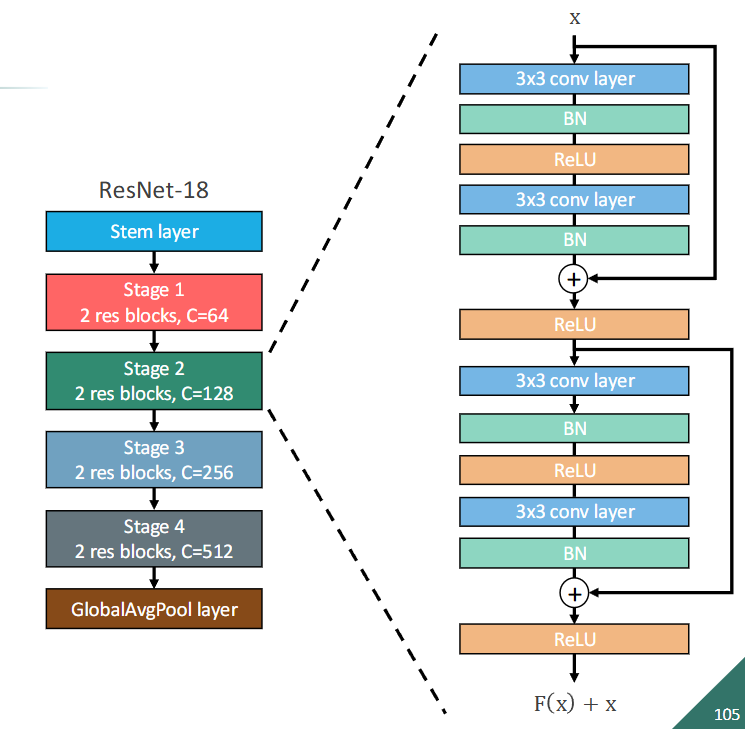 ResNet-18
Stem layer
Stage 1
2 res blocks, C=64
Stage 2
2 res blocks, C=128
Stage 3
2 res blocks, C=256
Stage 4
2 res blocks, C=512
GlobalAvgPool layer
x
3x3 conv layer
BN
ReLU
3x3 conv layer
BN
+
ReLU
3x3 conv layer
BN
ReLU
3x3 conv layer
BN
+
ReLU
F(x) + x
105